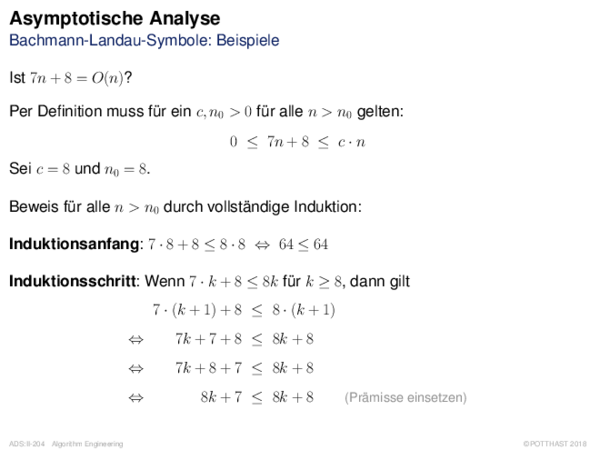 Asymptotische Analyse
Bachmann-Landau-Symbole: Beispiele
Ist 7n + 8 = O(n)?
Per Definition muss für ein c, n₀ > 0 für alle n > n₀ gelten:
0 ≤ 7n + 8 ≤ c · n
Sei c = 8 und n₀ = 8.
Beweis für alle n > n₀ durch vollständige Induktion:
Induktionsanfang: 7 · 8 + 8 ≤ 8 · 8 ⇔ 64 ≤ 64
Induktionsschritt: Wenn 7 · k + 8 ≤ 8k für k ≥ 8, dann gilt
7 · (k + 1) + 8 ≤ 8 · (k + 1)
⇔ 7k + 7 + 8 ≤ 8k + 8
⇔ 7k + 8 + 7 ≤ 8k + 8
⇔ 8k + 7 ≤ 8k + 8 (Prämisse einsetzen)
ADS:9-204 Algorithm Engineering © POTTHAST 2018